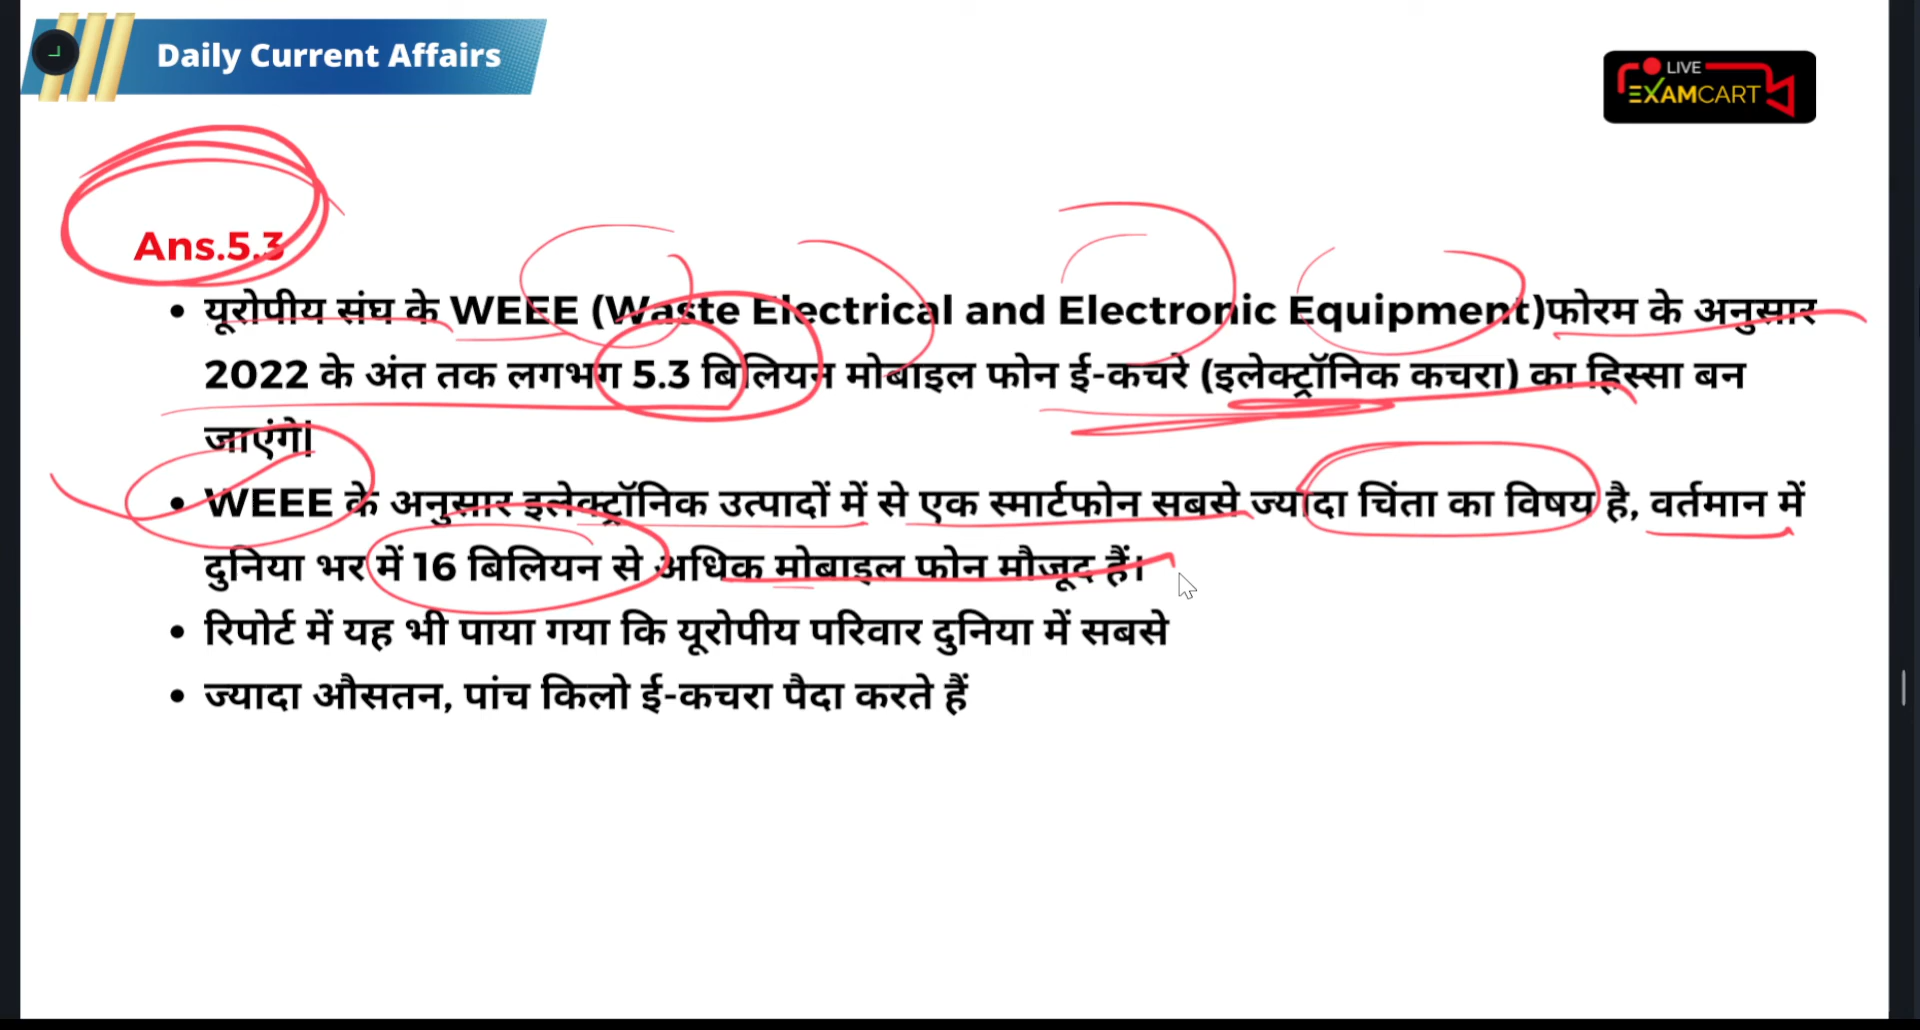 Daily Current Affairs
LIVE
EXAMCART
Ans.5.3
• यूरोपीय संघ के WEEE (Waste Electrical and Electronic Equipment)फोरम के अनुसार
2022 के अंत तक लगभग 5.3 बिलियन मोबाइल फोन ई-कचरे (इलेक्ट्रॉनिक कचरा) का हिस्सा बन
जाएंगे।
• WEEE के अनुसार इलेक्ट्रॉनिक उत्पादों में से एक स्मार्टफोन सबसे ज्यादा चिंता का विषय है, वर्तमान में
दुनिया भर में 16 बिलियन से अधिक मोबाइल फोन मौजूद हैं।
• रिपोर्ट में यह भी पाया गया कि यूरोपीय परिवार दुनिया में सबसे
• ज्यादा औसतन, पांच किलो ई-कचरा पैदा करते हैं